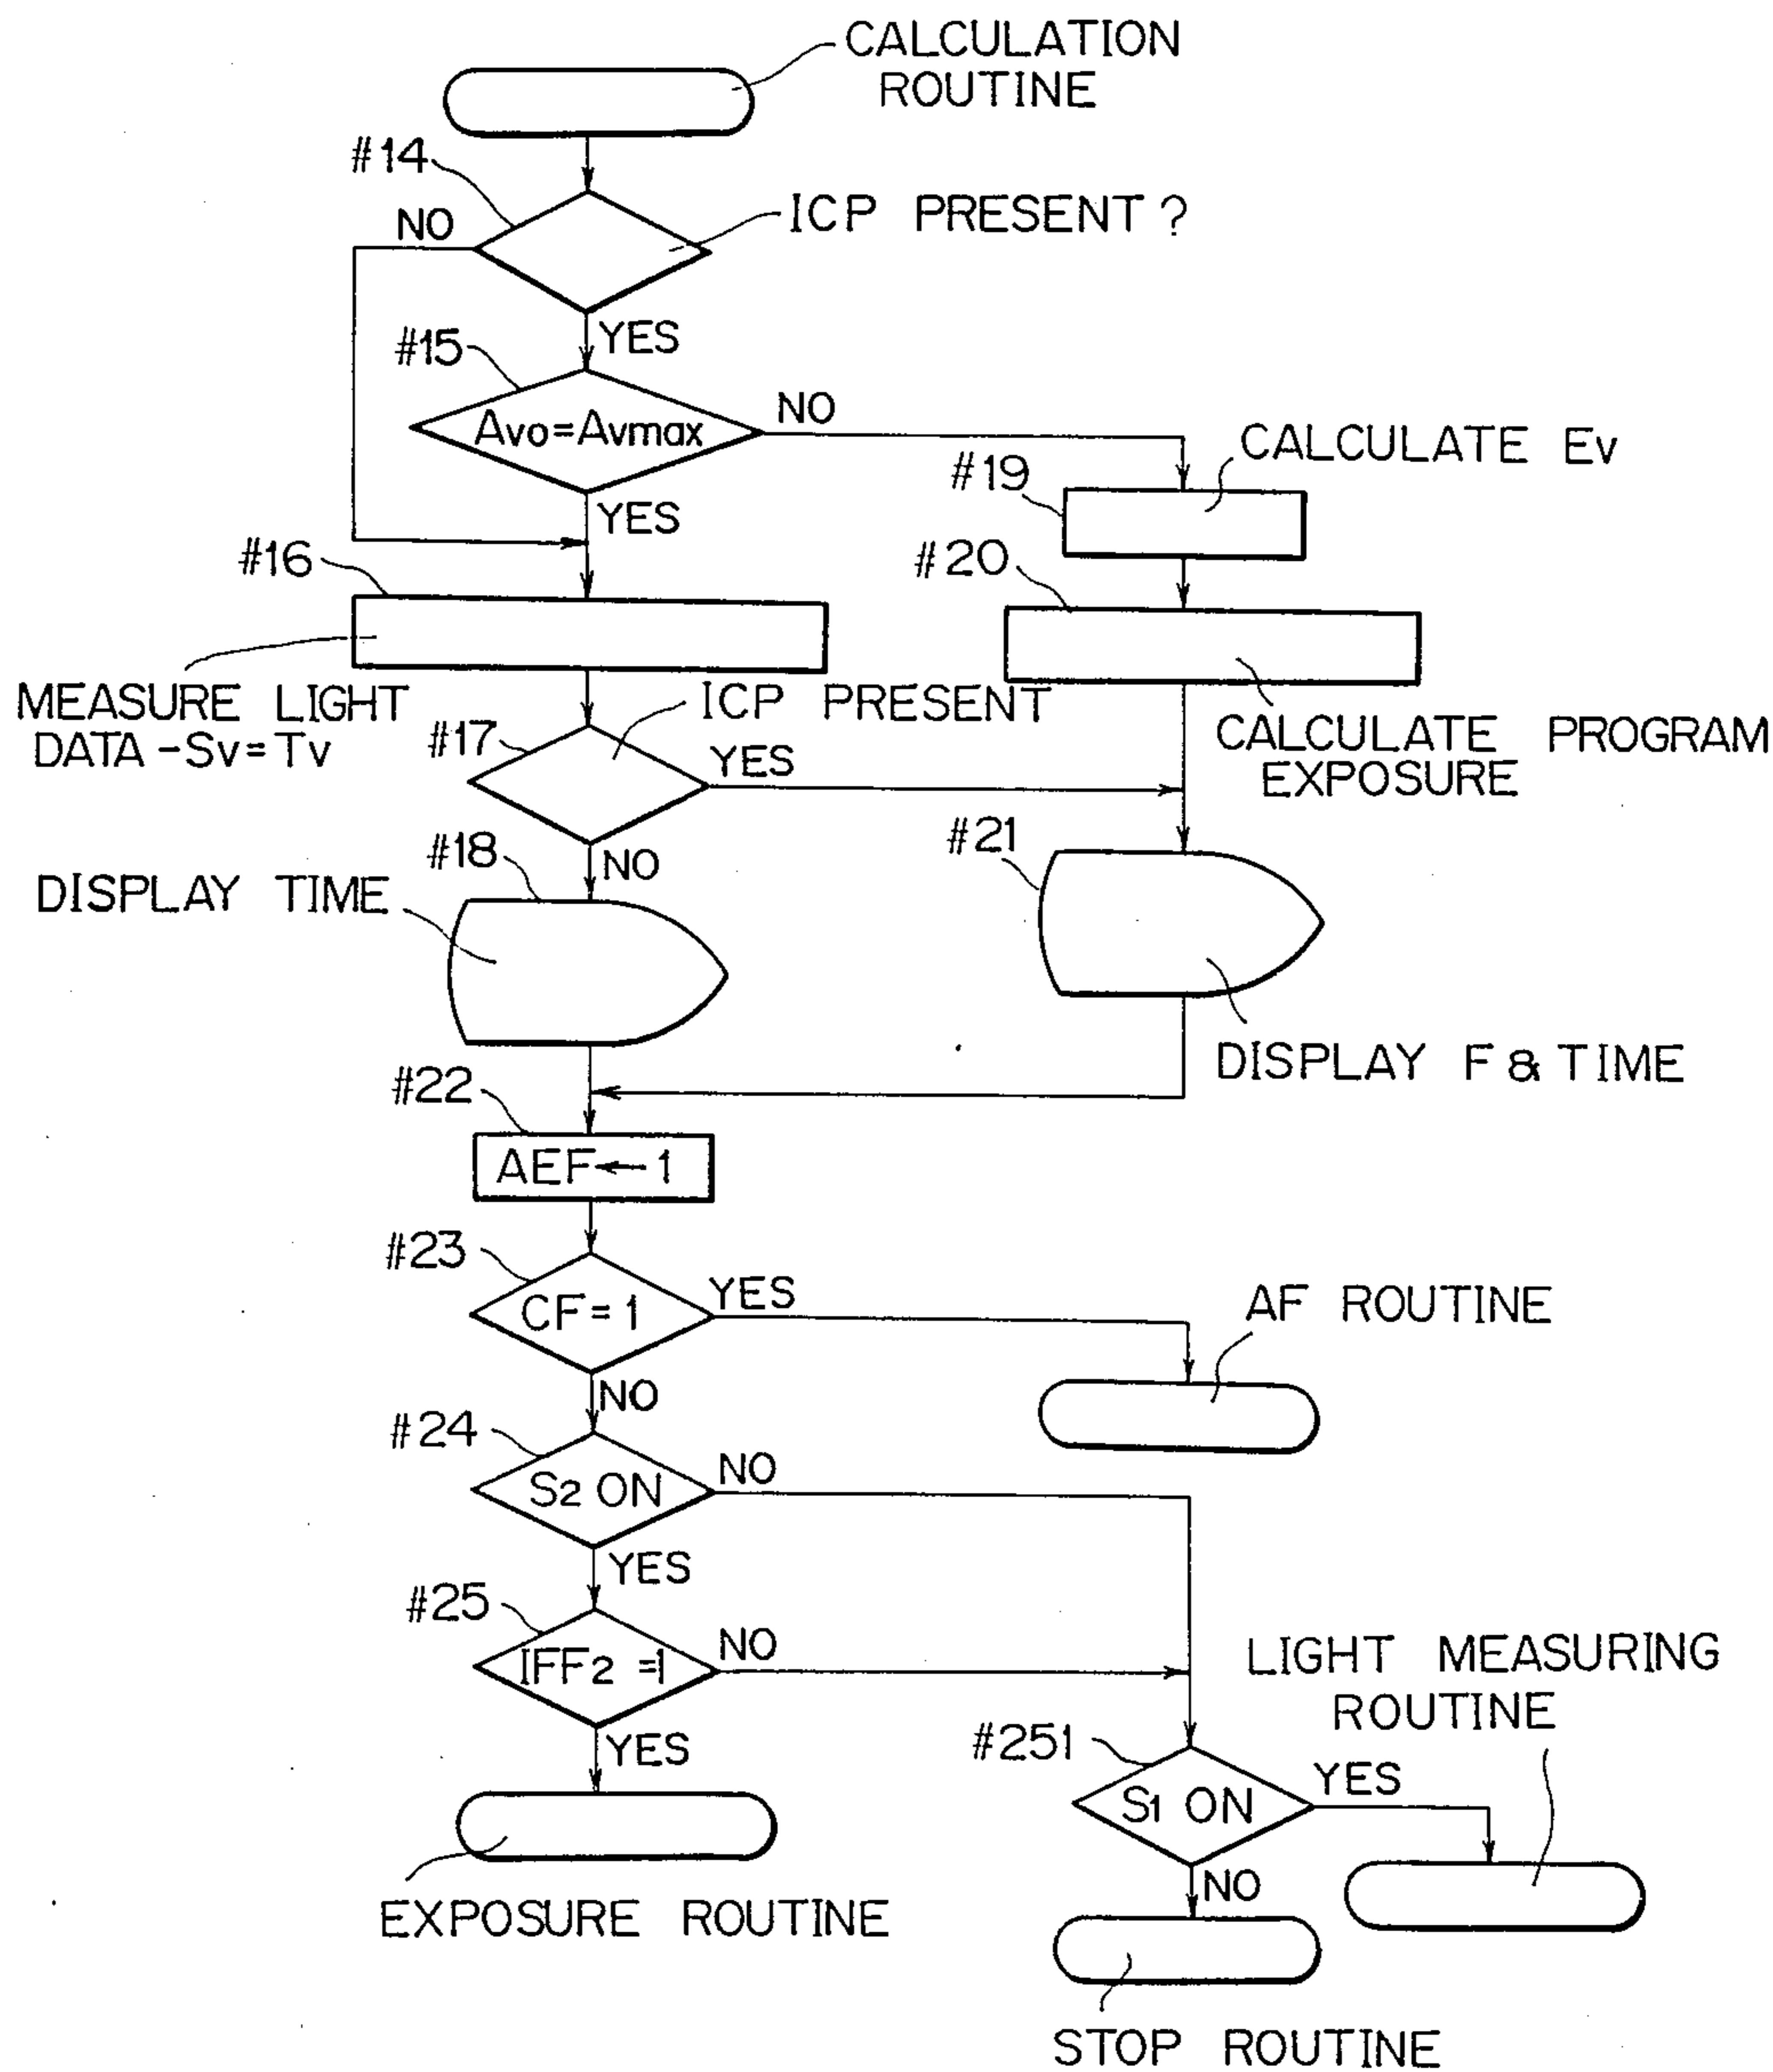 CALCULATION
ROUTINE
#14
ICP PRESENT?
NO
YES
#15
Avo=Avmax
NO
CALCULATE Ev
#19
YES
#16
#20
MEASURE LIGHT
DATA-Sv=Tv
ICP PRESENT
#17
YES
CALCULATE PROGRAM
EXPOSURE
#18
NO
#21
DISPLAY TIME
DISPLAY F & TIME
#22
AEF←1
#23
CF=1
YES
AF ROUTINE
NO
#24
S2 ON
NO
YES
#25
IFF2=1
NO
LIGHT MEASURING
ROUTINE
YES
#251
S1 ON
YES
NO
EXPOSURE ROUTINE
STOP ROUTINE